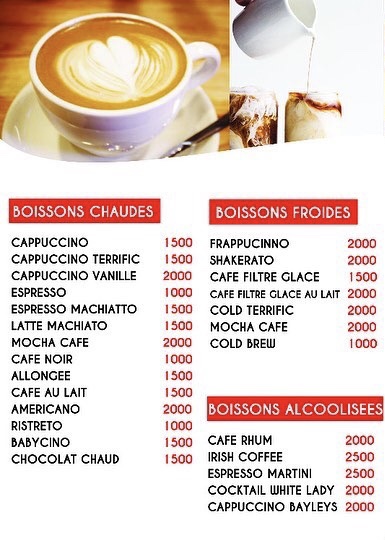 BOISSONS CHAUDES
CAPPUCCINO 1500
CAPPUCCINO TERRIFIC 1500
CAPPUCCINO VANILLE 2000
ESPRESSO 1000
ESPRESSO MACHIATTO 1500
LATTE MACHIATO 1500
MOCHA CAFE 2000
CAFE NOIR 1000
ALLONGEE 1500
CAFE AU LAIT 1500
AMERICANO 2000
RISTRETO 1000
BABYCINO 1500
CHOCOLAT CHAUD 1500
BOISSONS FROIDES
FRAPPUCINNO 2000
SHAKERATO 2000
CAFE FILTRE GLACE 1500
CAFE FILTRE GLACE AU LAIT 2000
COLD TERRIFIC 2000
MOCHA CAFE 2000
COLD BREW 1000
BOISSONS ALCOOLISEES
CAFE RHUM 2000
IRISH COFFEE 2500
ESPRESSO MARTINI 2500
COCKTAIL WHITE LADY 2000
CAPPUCCINO BAYLEYS 2000